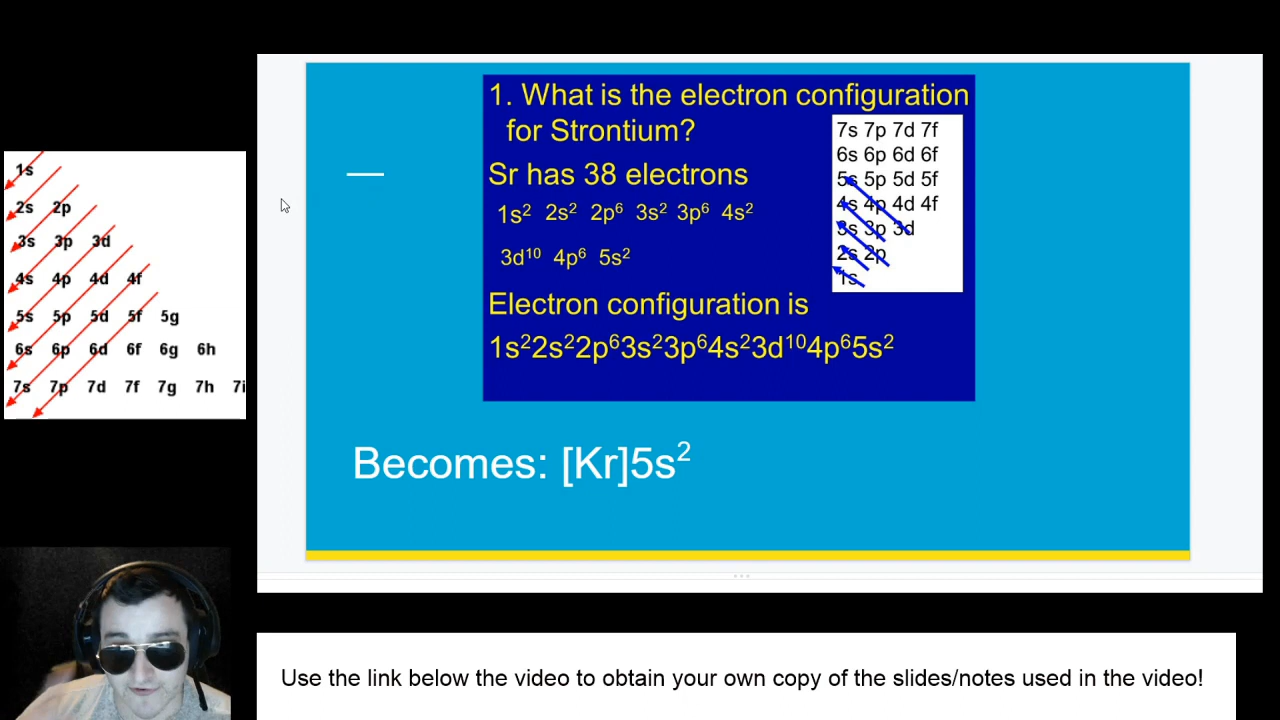 1s
2s 2p
3s 3p 3d
4s 4p 4d 4f
5s 5p 5d 5f 5g
6s 6p 6d 6f 6g 6h
7s 7p 7d 7f 7g 7h 7i
1. What is the electron configuration
for Strontium?
Sr has 38 electrons
1s² 2s² 2p⁶ 3s² 3p⁶ 4s²
3d¹⁰ 4p⁶ 5s²
Electron configuration is
1s²2s²2p⁶3s²3p⁶4s²3d¹⁰4p⁶5s²
7s 7p 7d 7f
6s 6p 6d 6f
5s 5p 5d 5f
4s 4p 4d 4f
3s 3p 3d
2s 2p
1s
Becomes: [Kr]5s²
Use the link below the video to obtain your own copy of the slides/notes used in the video!